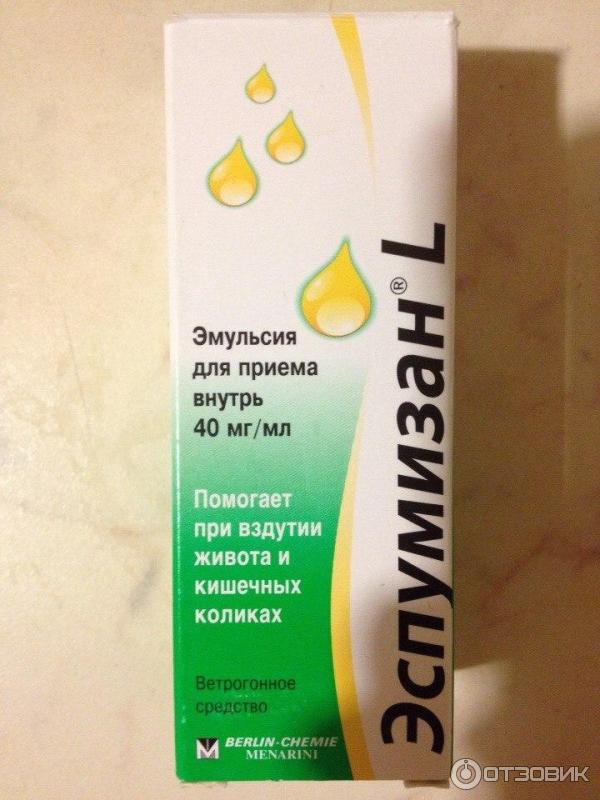 Эмульсия
для приема
внутрь
40 мг/мл
Помогает
при вздутии
живота и
кишечных
коликах
Ветрогонное
средство
BERLIN-CHEMIE
MENARINI
Эспумизан® L
ОТЗОВИК